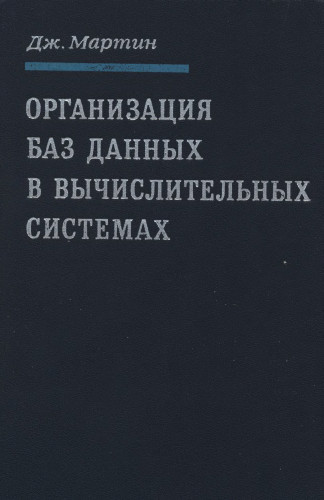 Дж. Мартин
ОРГАНИЗАЦИЯ
БАЗ ДАННЫХ
В ВЫЧИСЛИТЕЛЬНЫХ
СИСТЕМАХ